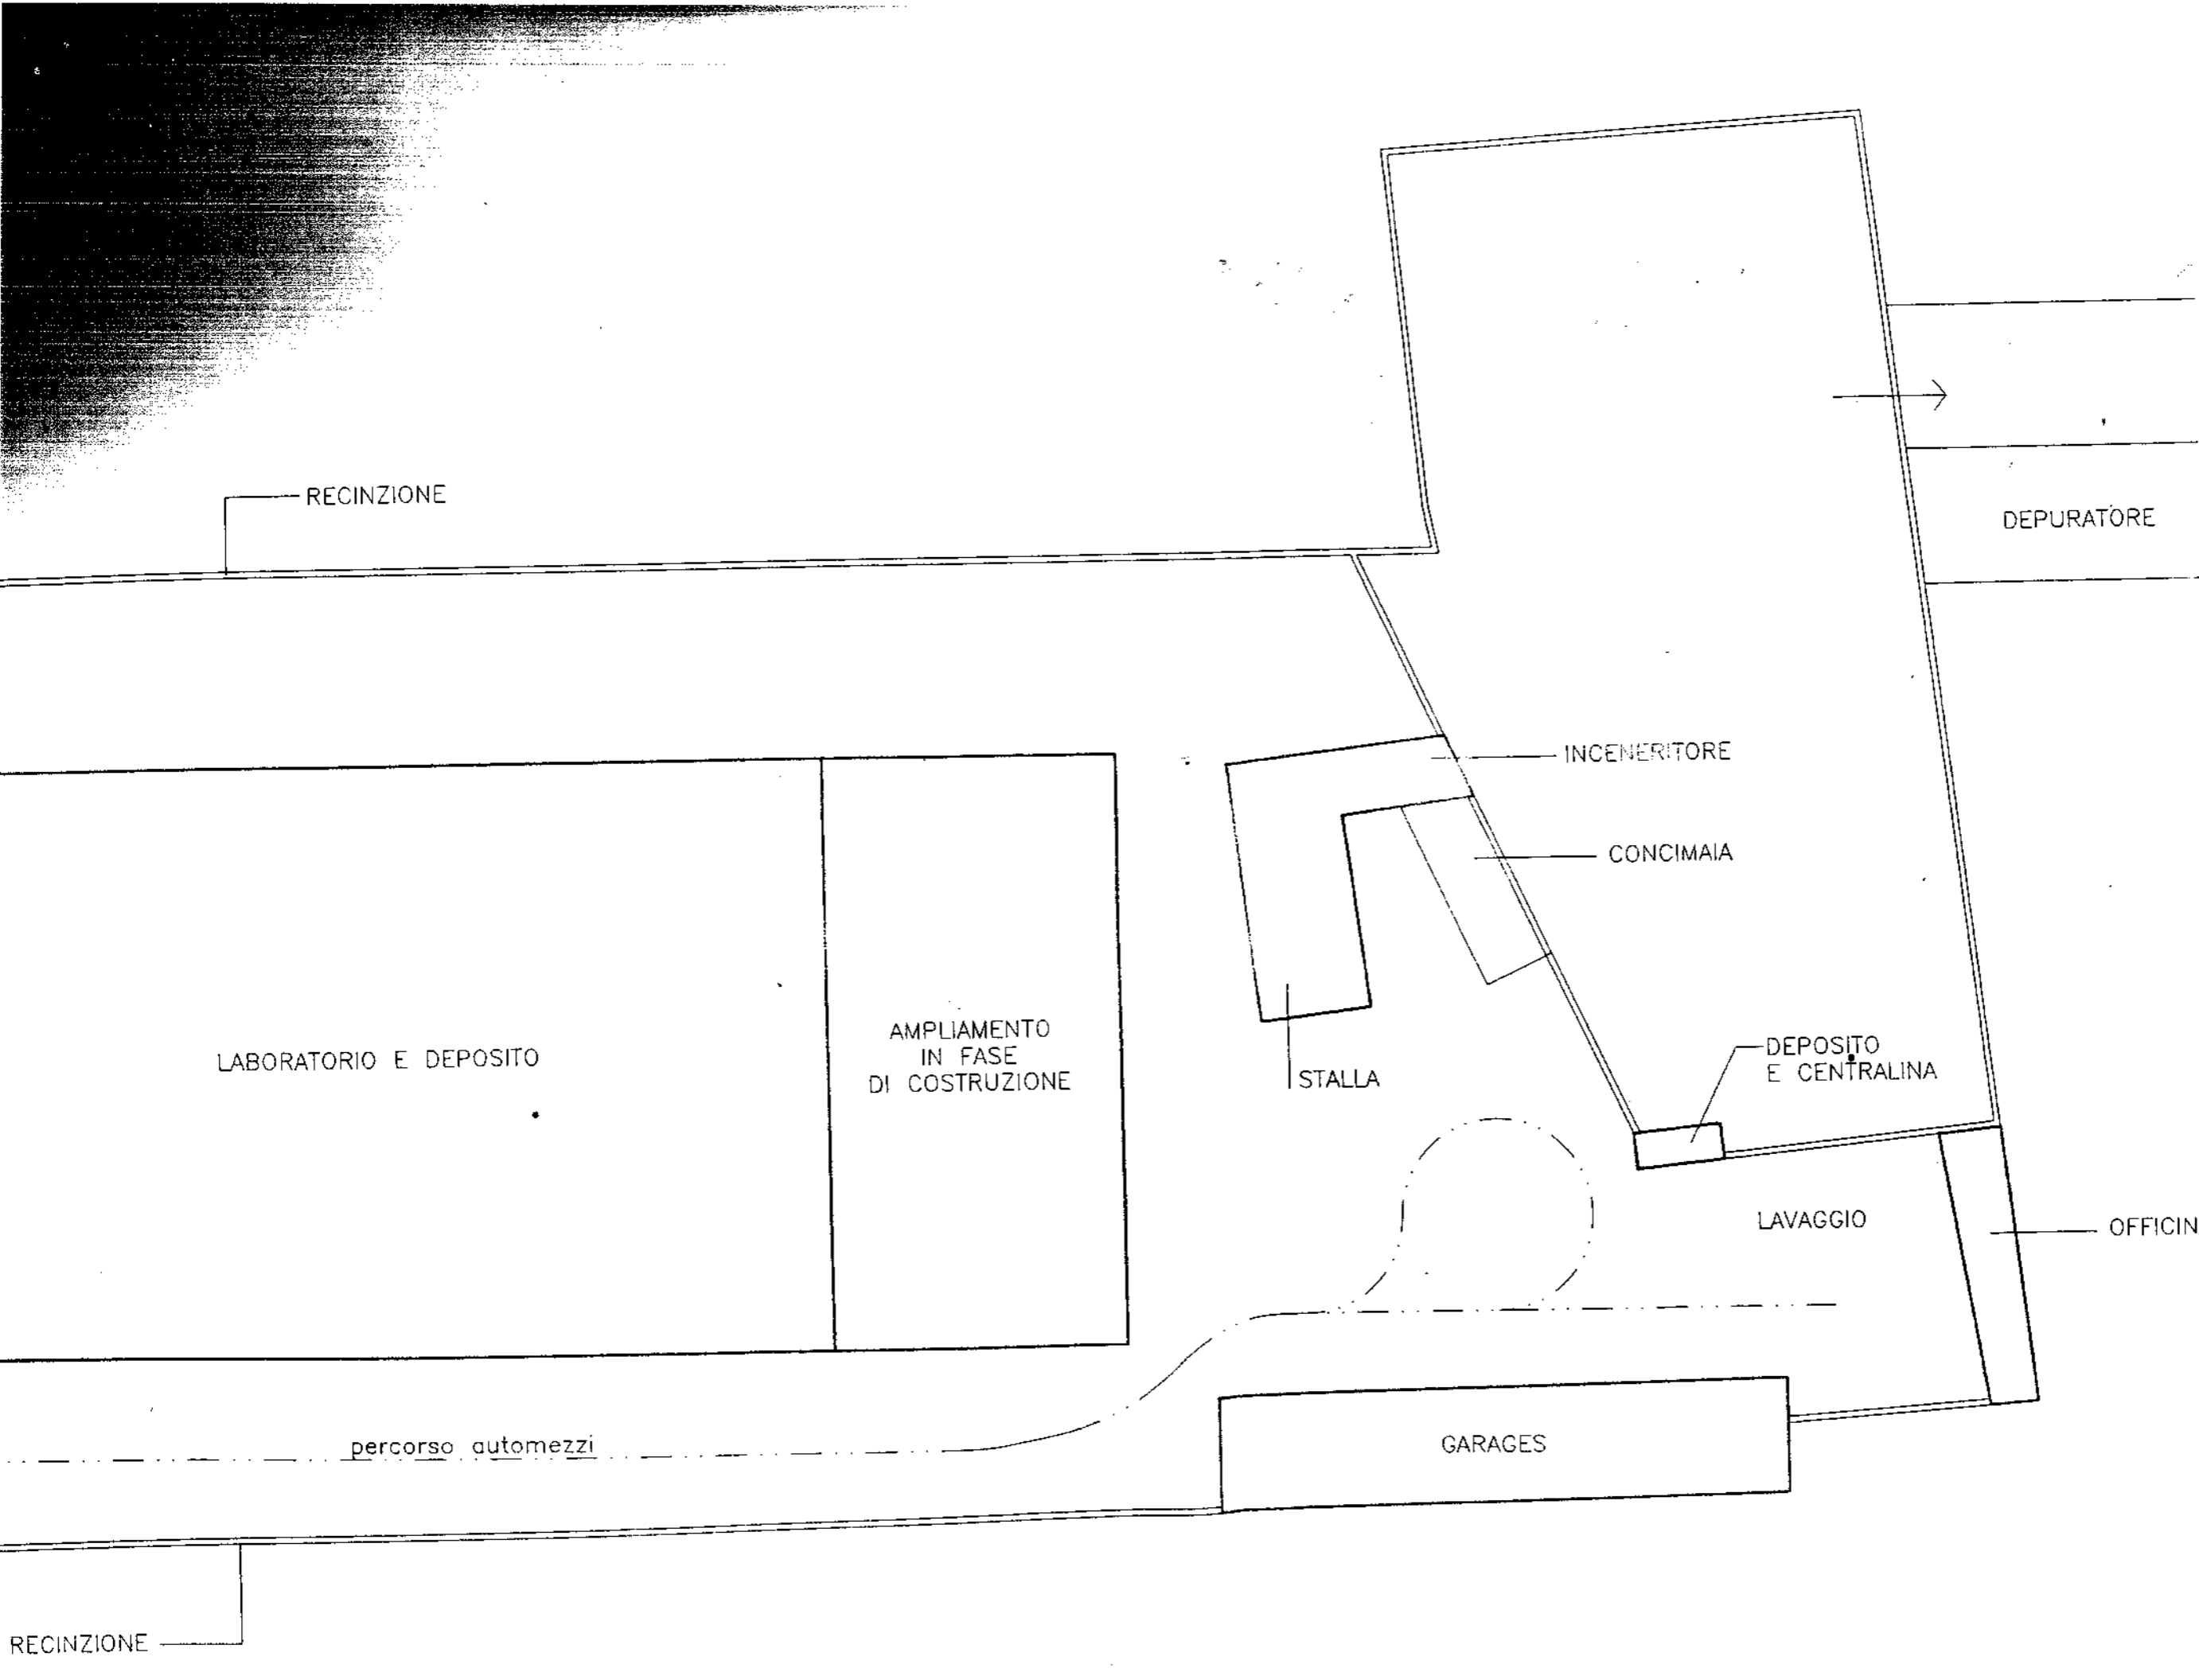 RECINZIONE
DEPURATORE
INCENERITORE
CONCIMAIA
AMPLIAMENTO
IN FASE
DI COSTRUZIONE
LABORATORIO E DEPOSITO
DEPOSITO
E CENTRALINA
STALLA
LAVAGGIO
OFFICIN
percorso automezzi
GARAGES
RECINZIONE